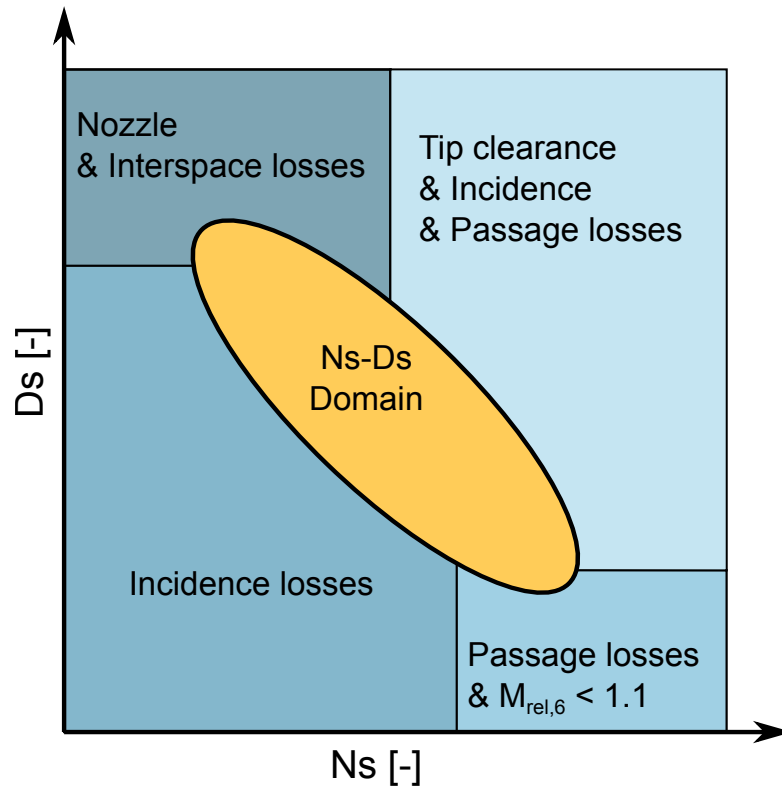 Nozzle
& Interspace losses
Tip clearance
& Incidence
& Passage losses
Ns-Ds
Domain
Ds [-]
Incidence losses
Passage losses
& M_rel,6 < 1.1
Ns [-]